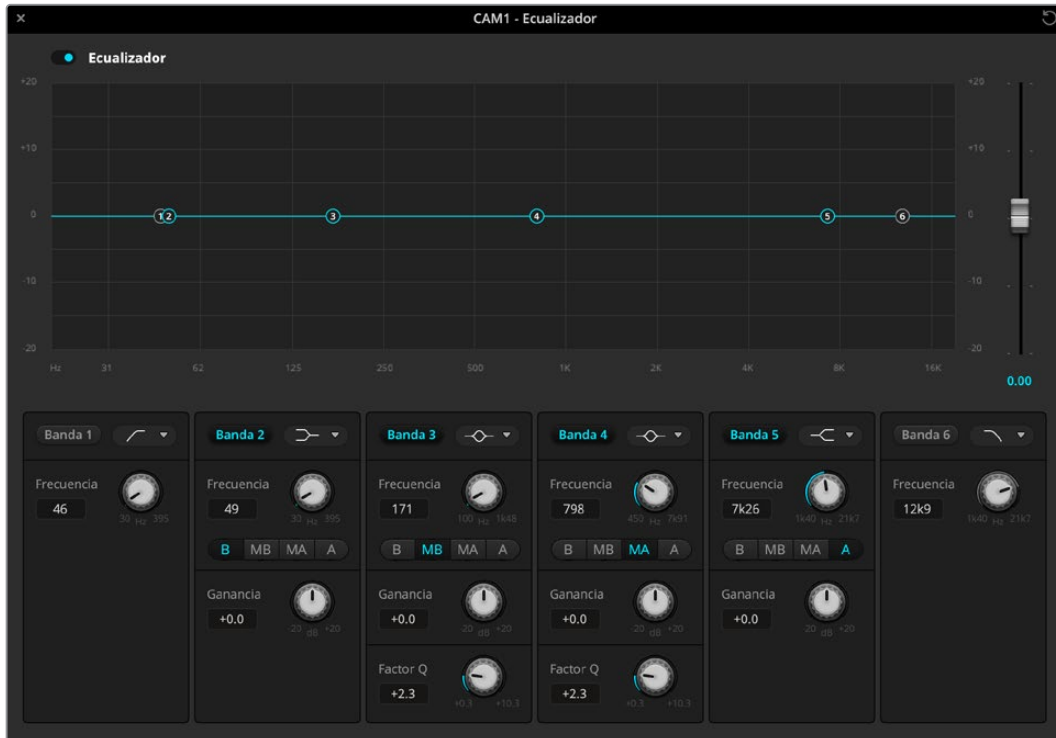 CAM1 - Ecualizador
Ecualizador
+20 +20
+10 +10
0 1 2 3 4 5 6 0
-10 -10
-20 -20
Hz 31 62 125 250 500 1K 2K 4K 8K 16K
0.00
Banda 1 Banda 2 Banda 3 Banda 4 Banda 5 Banda 6
Frecuencia Frecuencia Frecuencia Frecuencia Frecuencia Frecuencia
46 49 171 798 7k26 12k9
30 Hz 395 30 Hz 395 100 Hz 1k48 450 Hz 7k91 1k40 Hz 21k7 1k40 Hz 21k7
B MB MA A B MB MA A B MB MA A B MB MA A
Ganancia Ganancia Ganancia Ganancia
+0.0 +0.0 +0.0 +0.0
-20 dB +20 -20 dB +20 -20 dB +20 -20 dB +20
Factor Q Factor Q
+2.3 +2.3
+0.3 +10.3 +0.3 +10.3